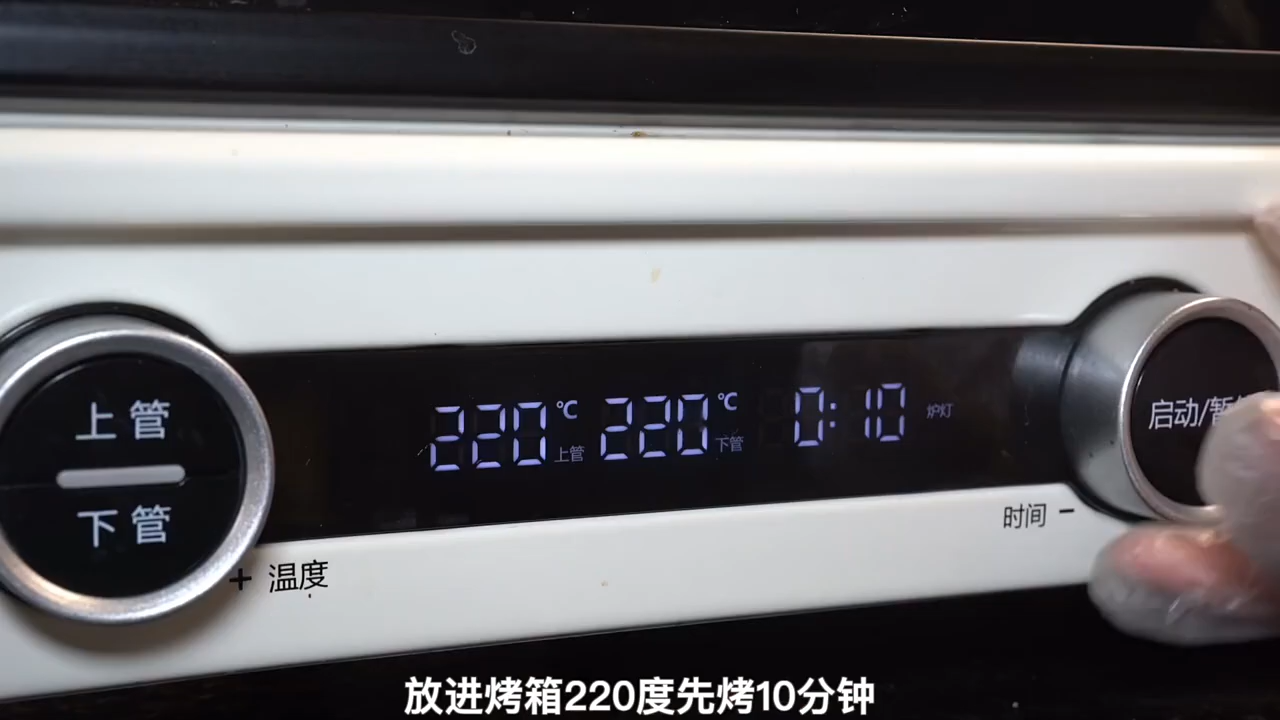 上管
下管
+ 温度
220℃ 上管 220℃ 下管 0:10 炉灯
启动/暂
时间 −
放进烤箱220度先烤10分钟